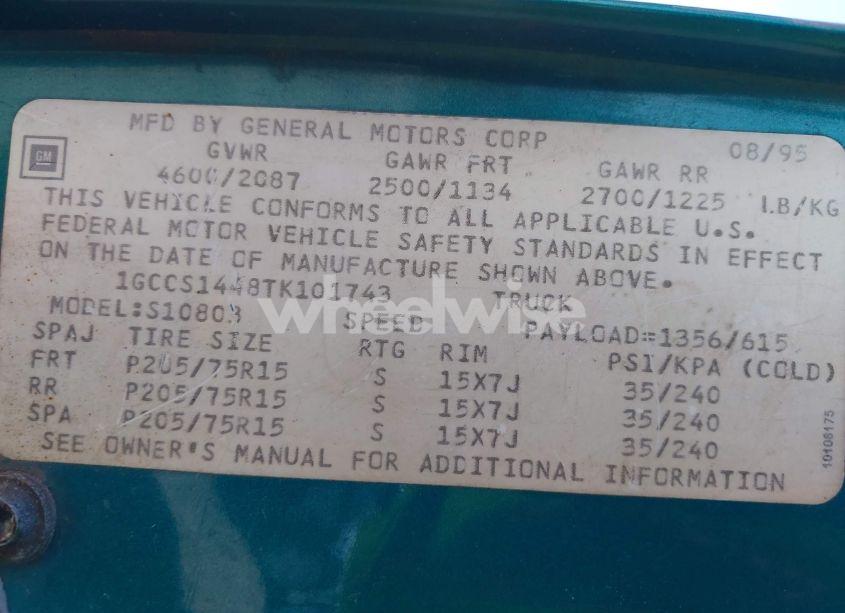 MFD BY GENERAL MOTORS CORP 08/95
GM
GVWR GAWR FRT GAWR RR
4600/2087 2500/1134 2700/1225 LB/KG
THIS VEHICLE CONFORMS TO ALL APPLICABLE U.S.
FEDERAL MOTOR VEHICLE SAFETY STANDARDS IN EFFECT
ON THE DATE OF MANUFACTURE SHOWN ABOVE.
1GCCS1448TK101743 TRUCK
wheelwise
MODEL:S10803 SPEED PAYLOAD=1356/615
SPAJ TIRE SIZE RTG RIM PSI/KPA (COLD)
FRT P205/75R15 S 15X7J 35/240
RR P205/75R15 S 15X7J 35/240
SPA P205/75R15 S 15X7J 35/240
SEE OWNER'S MANUAL FOR ADDITIONAL INFORMATION
10108175